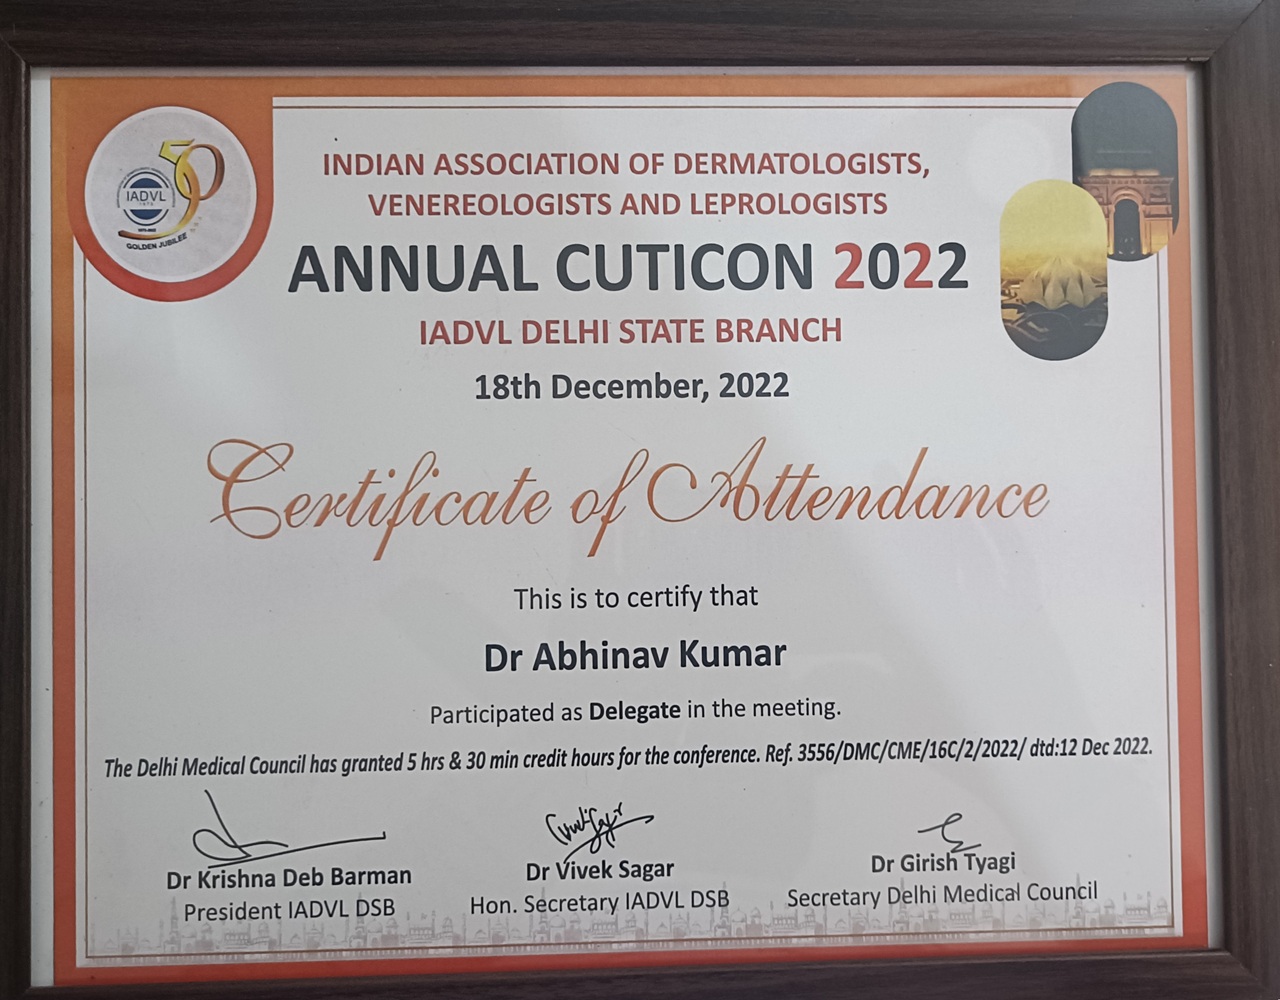 50
IADVL
1973
GOLDEN JUBILEE
INDIAN ASSOCIATION OF DERMATOLOGISTS,
VENEREOLOGISTS AND LEPROLOGISTS
ANNUAL CUTICON 2022
IADVL DELHI STATE BRANCH
18th December, 2022
Certificate of Attendance
This is to certify that
Dr Abhinav Kumar
Participated as Delegate in the meeting.
The Delhi Medical Council has granted 5 hrs & 30 min credit hours for the conference. Ref. 3556/DMC/CME/16C/2/2022/ dtd:12 Dec 2022.
Dr Krishna Deb Barman
President IADVL DSB
Dr Vivek Sagar
Hon. Secretary IADVL DSB
Dr Girish Tyagi
Secretary Delhi Medical Council